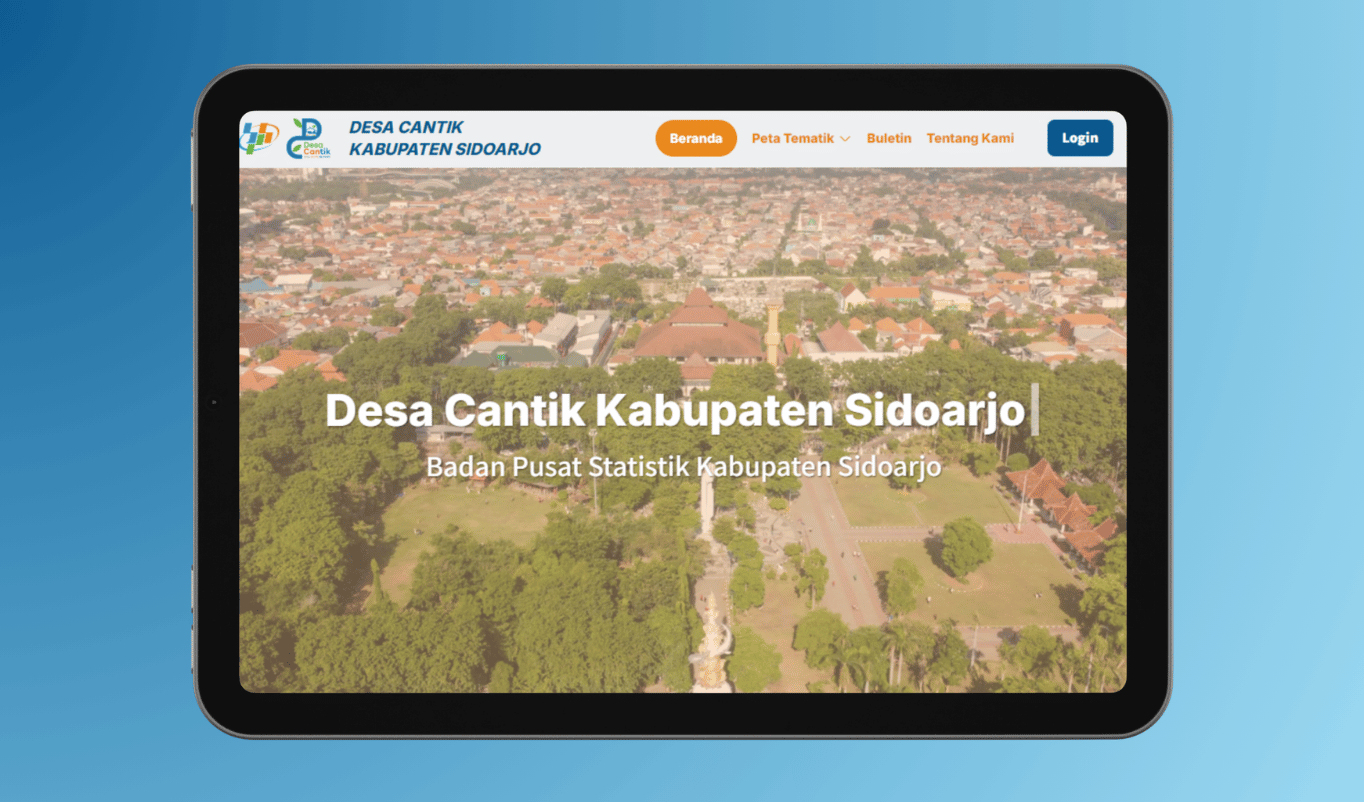 Desa
Cantik
DESA CANTIK
KABUPATEN SIDOARJO
Beranda
Peta Tematik
Buletin
Tentang Kami
Login
Desa Cantik Kabupaten Sidoarjo
Badan Pusat Statistik Kabupaten Sidoarjo